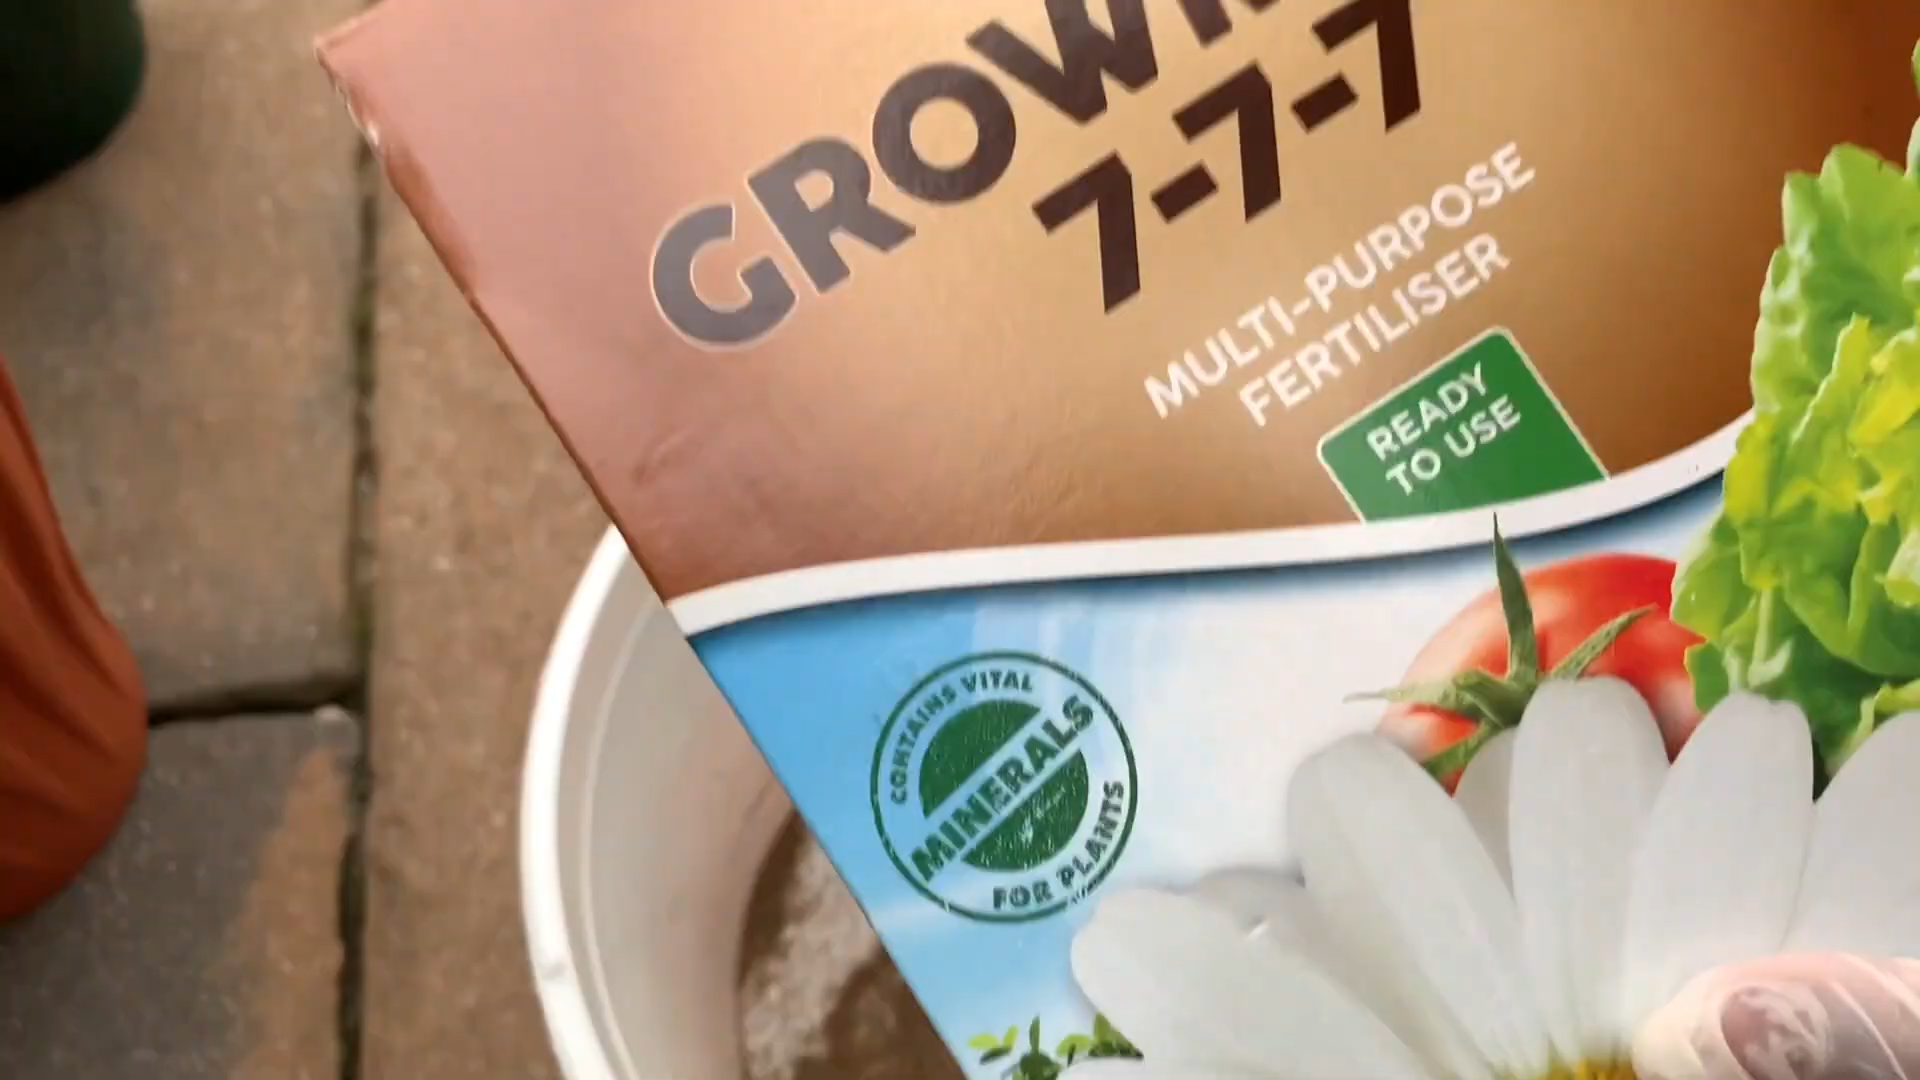 7-7-7
MULTI-PURPOSE
FERTILISER
READY
TO USE
CONTAINS VITAL
MINERALS
FOR PLANTS